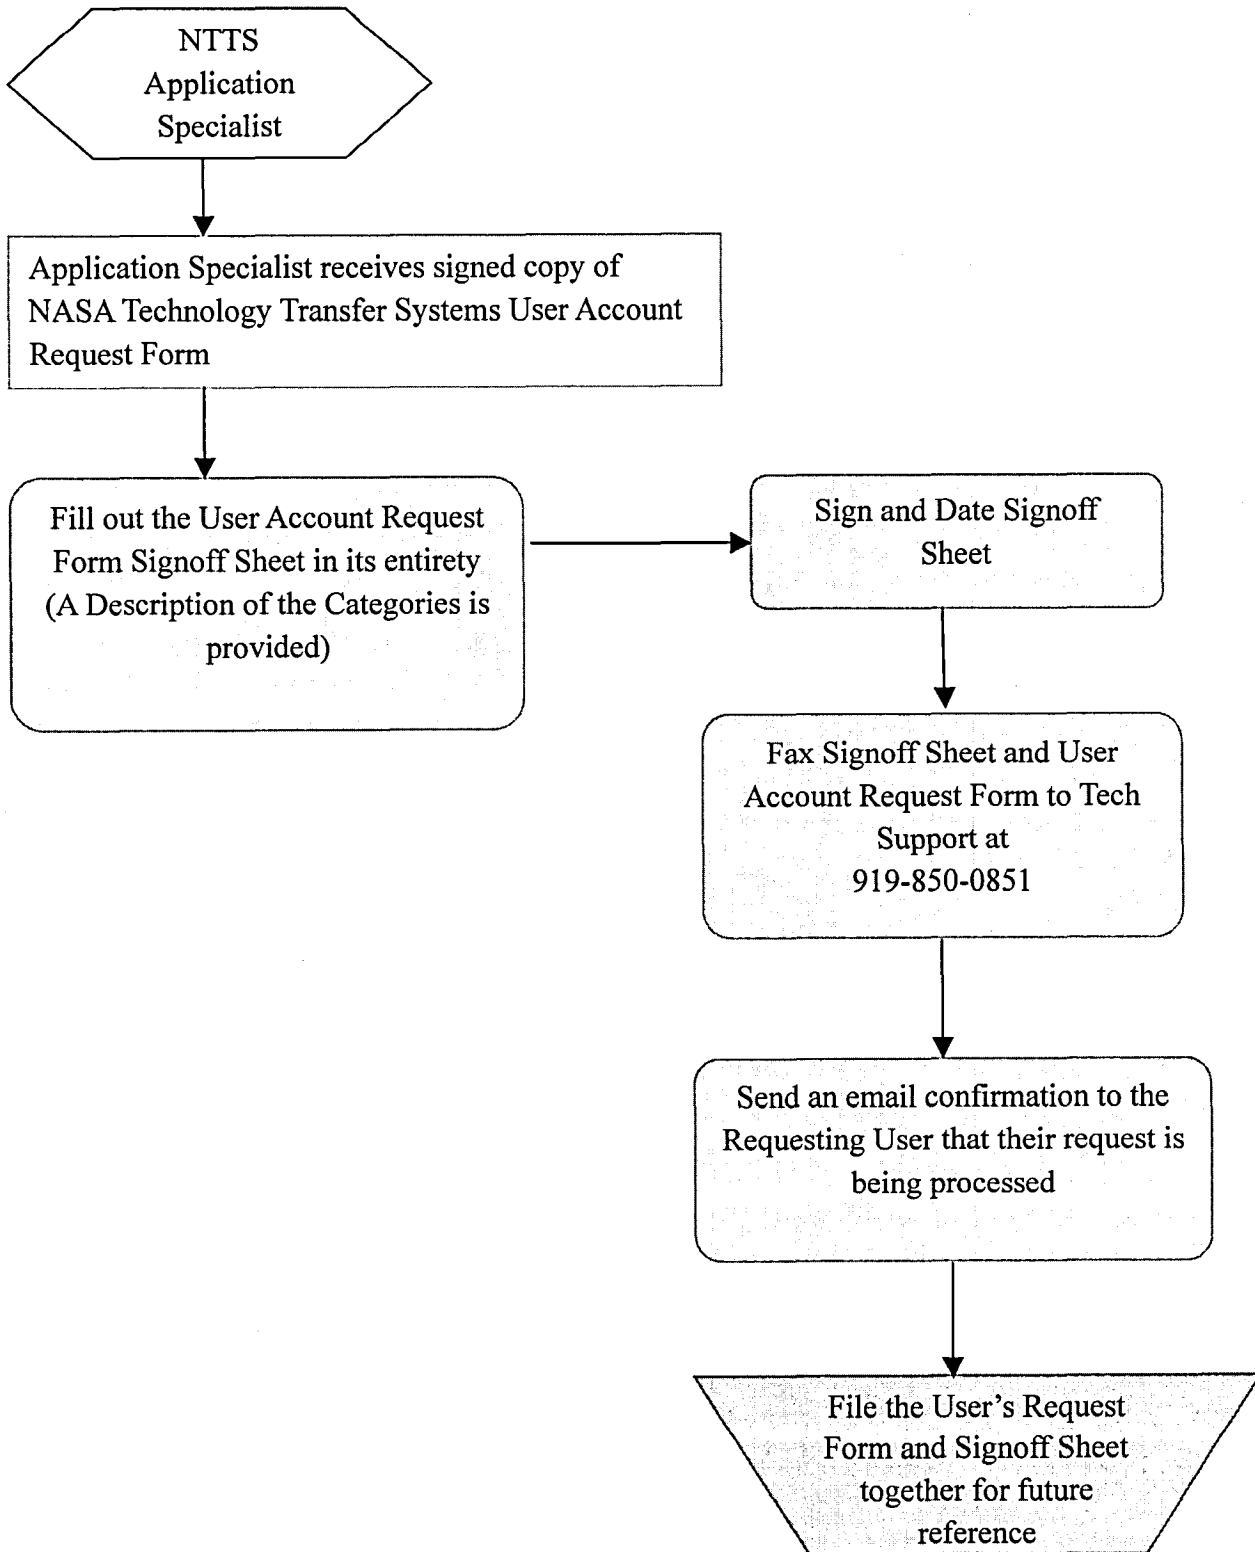 NTTS
Application
Specialist
Application Specialist receives signed copy of
NASA Technology Transfer Systems User Account
Request Form
Fill out the User Account Request
Form Signoff Sheet in its entirety
(A Description of the Categories is
provided)
Sign and Date Signoff
Sheet
Fax Signoff Sheet and User
Account Request Form to Tech
Support at
919-850-0851
Send an email confirmation to the
Requesting User that their request is
being processed
File the User's Request
Form and Signoff Sheet
together for future
reference